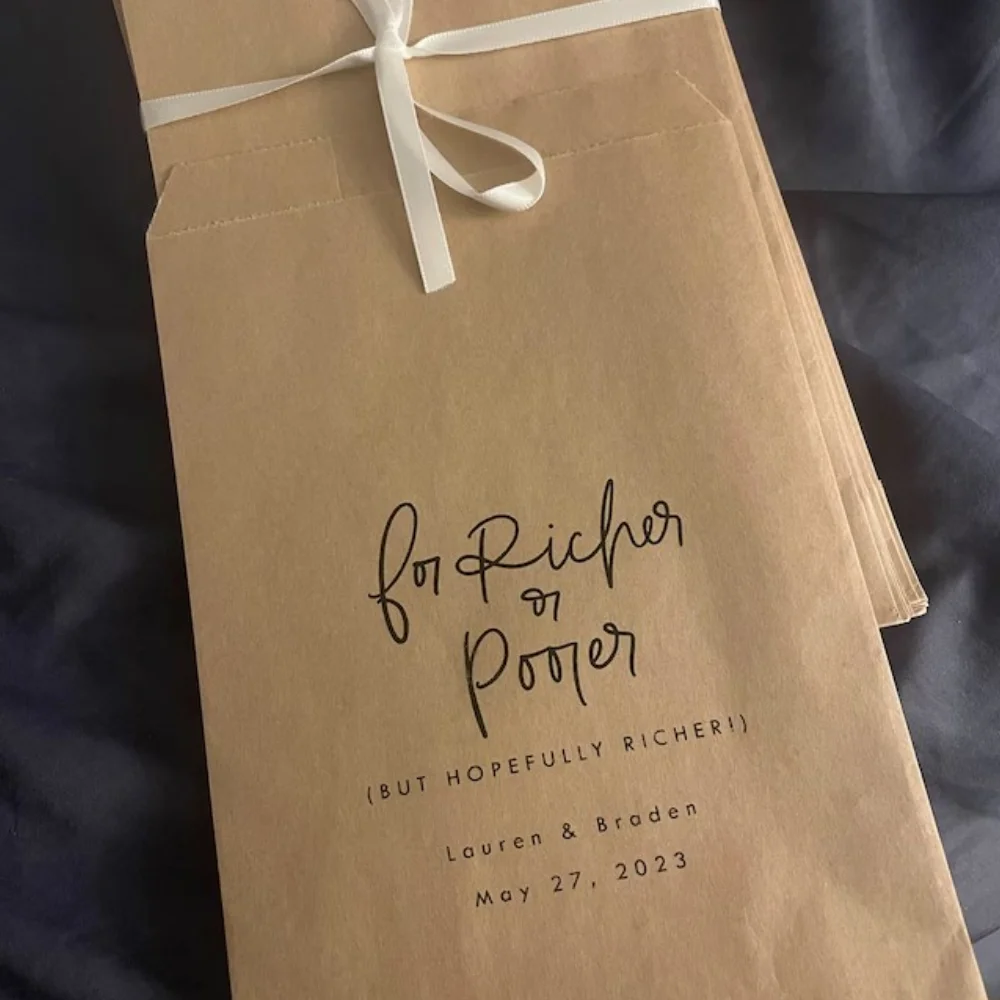 for Richer
or
Poorer
(BUT HOPEFULLY RICHER!)
Lauren & Braden
May 27, 2023